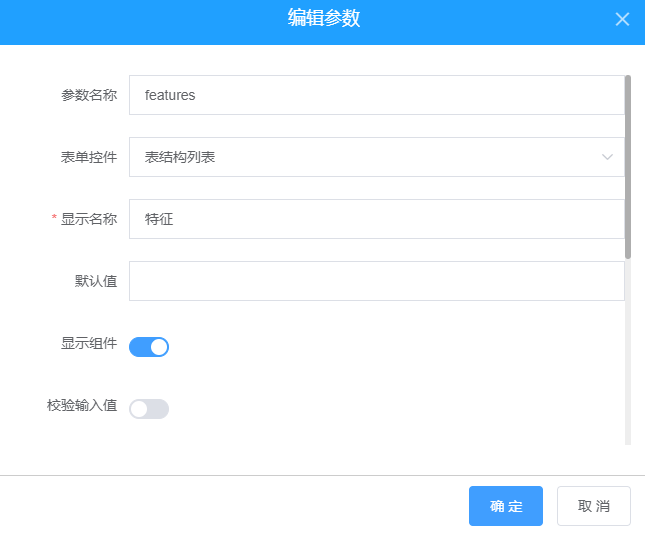 编辑参数
参数名称 features
表单控件 表结构列表
* 显示名称 特征
默认值
显示组件
校验输入值
确定 取消